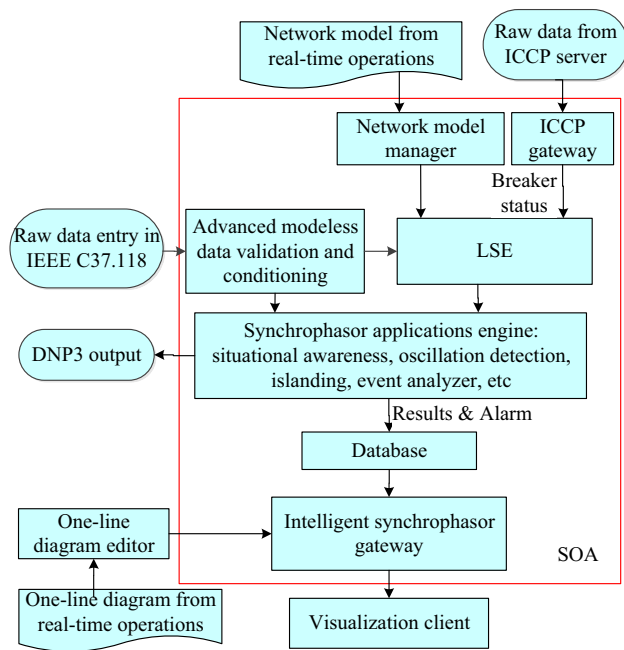 Network model from
real-time operations
Raw data from
ICCP server
Network model
manager
ICCP
gateway
Breaker
status
Raw data entry in
IEEE C37.118
Advanced modeless
data validation and
conditioning
LSE
DNP3 output
Synchrophasor applications engine:
situational awareness, oscillation detection,
islanding, event analyzer, etc
Results & Alarm
Database
One-line
diagram editor
Intelligent synchrophasor
gateway
SOA
One-line diagram from
real-time operations
Visualization client